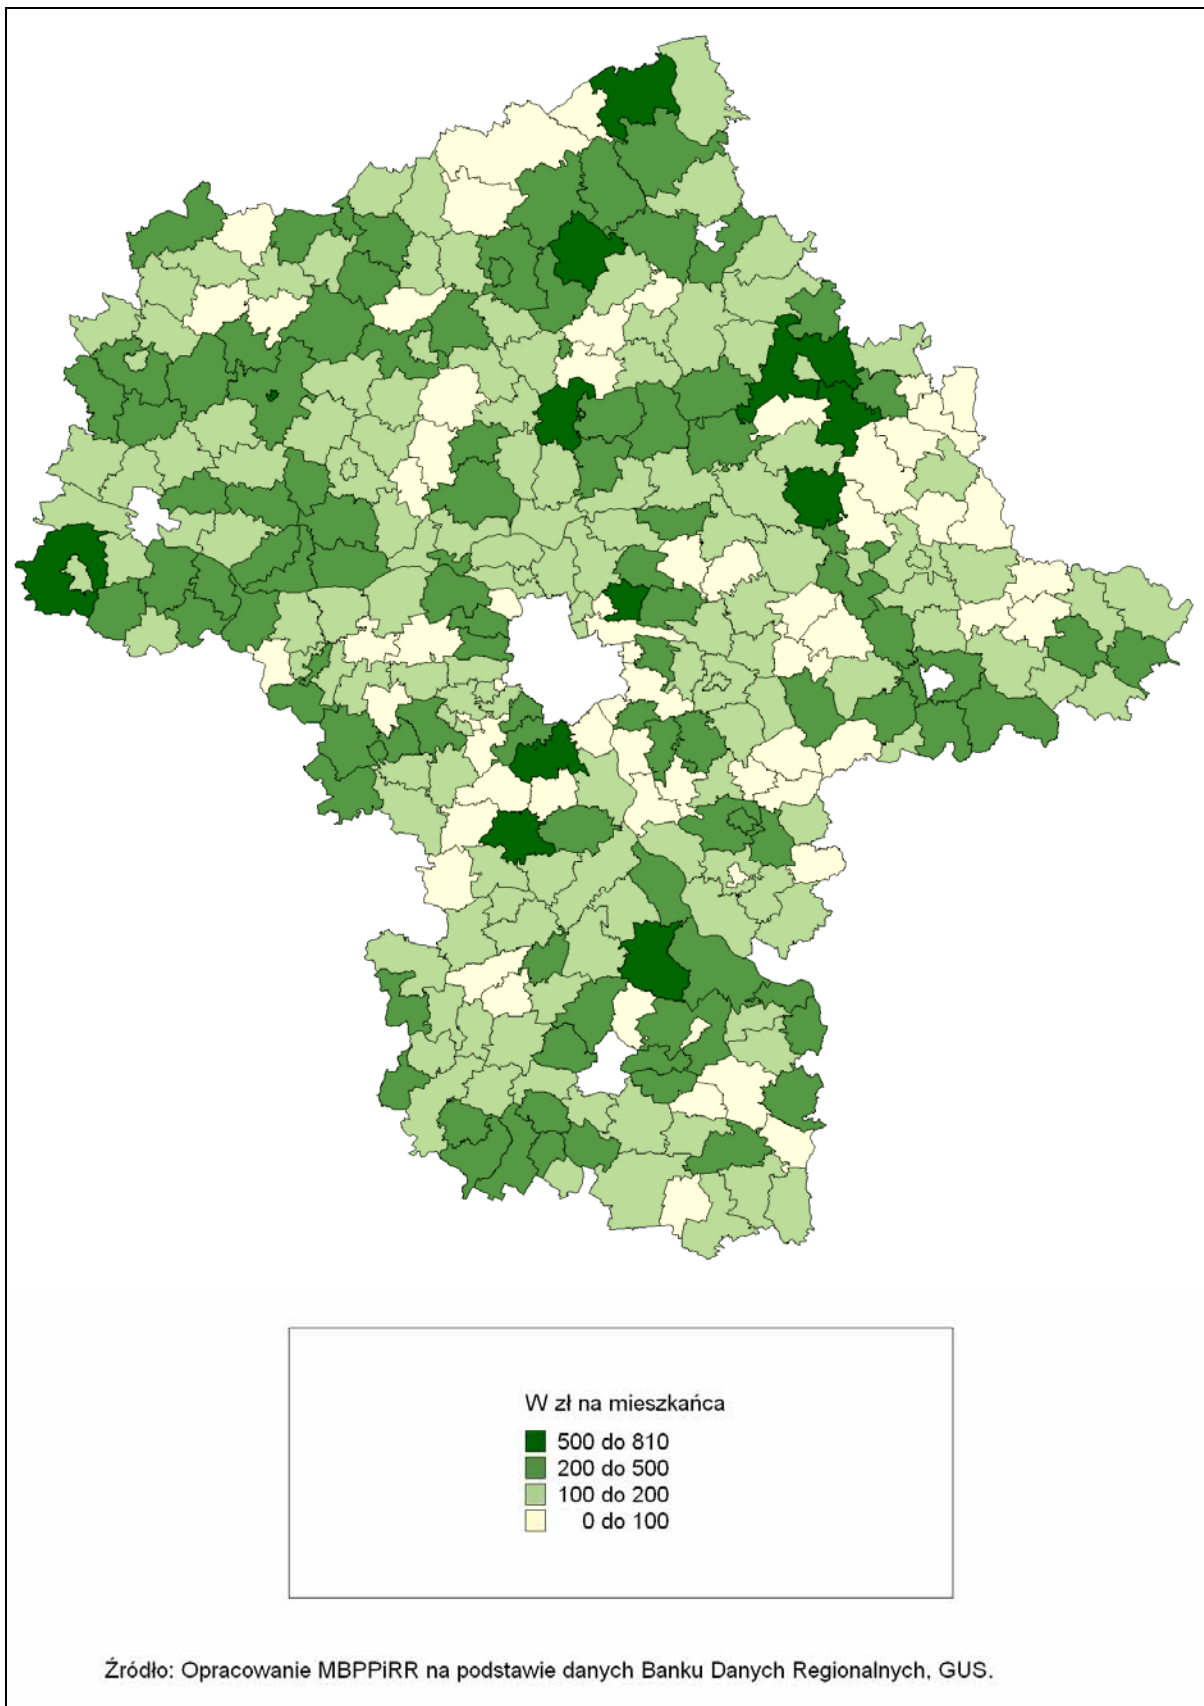 W zł na mieszkańca
500 do 810
200 do 500
100 do 200
0 do 100
Źródło: Opracowanie MBPPiRR na podstawie danych Banku Danych Regionalnych, GUS.